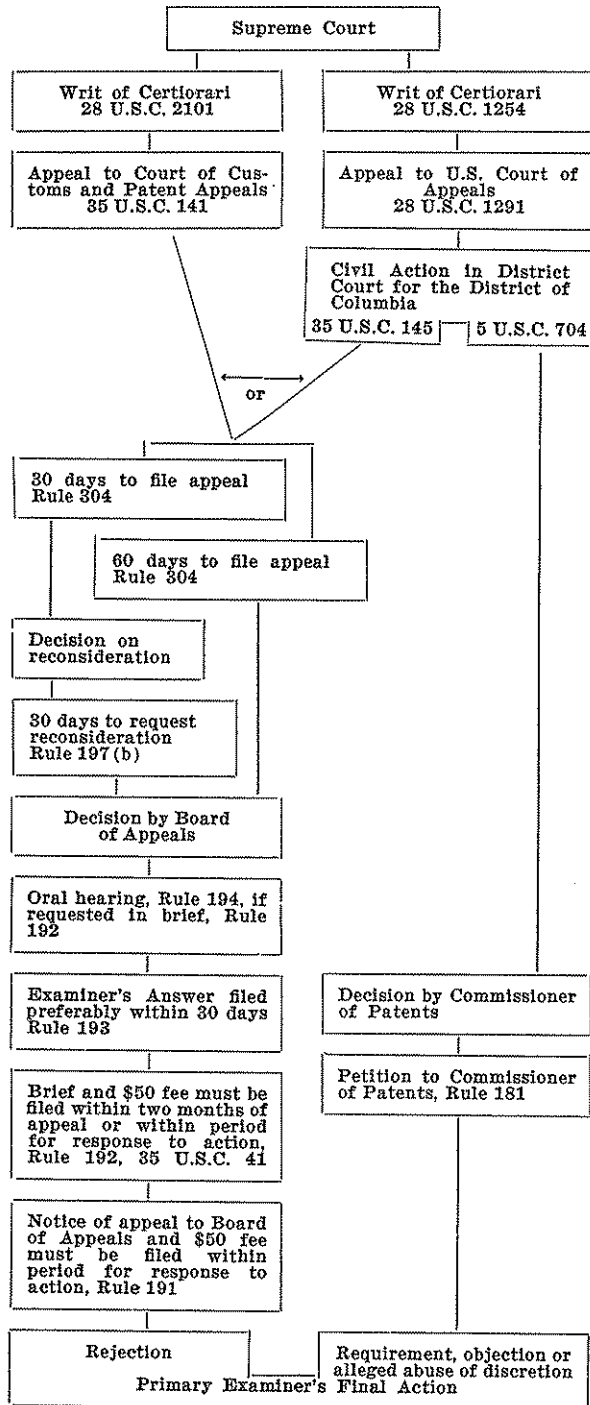 Supreme Court
Writ of Certiorari
28 U.S.C. 2101
Writ of Certiorari
28 U.S.C. 1254
Appeal to Court of Cus-
toms and Patent Appeals
35 U.S.C. 141
Appeal to U.S. Court of
Appeals
28 U.S.C. 1291
Civil Action in District
Court for the District of
Columbia
35 U.S.C. 145
5 U.S.C. 704
or
30 days to file appeal
Rule 304
60 days to file appeal
Rule 304
Decision on
reconsideration
30 days to request
reconsideration
Rule 197(b)
Decision by Board
of Appeals
Oral hearing, Rule 194, if
requested in brief, Rule
192
Examiner's Answer filed
preferably within 30 days
Rule 193
Decision by Commissioner
of Patents
Brief and $50 fee must be
filed within two months of
appeal or within period
for response to action,
Rule 192, 35 U.S.C. 41
Petition to Commissioner
of Patents, Rule 181
Notice of appeal to Board
of Appeals and $50 fee
must be filed within
period for response to
action, Rule 191
Rejection
Requirement, objection or
alleged abuse of discretion
Primary Examiner's Final Action